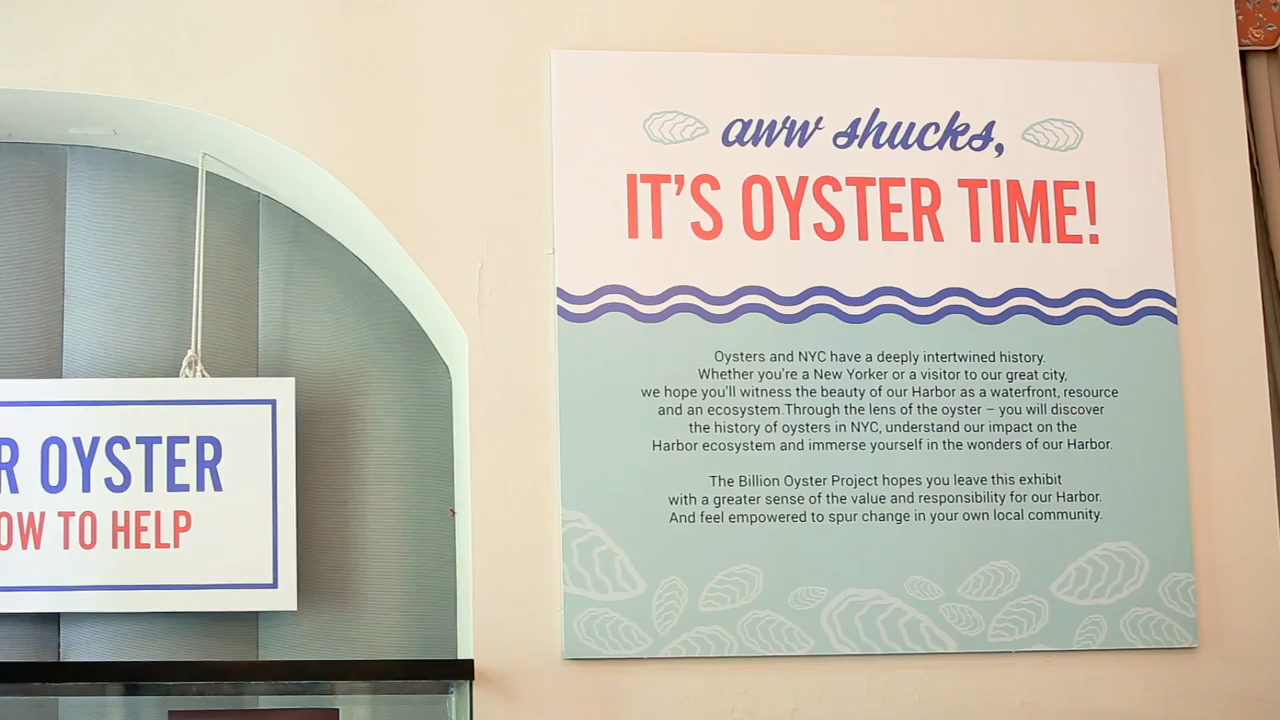 R OYSTER
OW TO HELP
aww shucks,
IT'S OYSTER TIME!
Oysters and NYC have a deeply intertwined history.
Whether you're a New Yorker or a visitor to our great city,
we hope you'll witness the beauty of our Harbor as a waterfront, resource
and an ecosystem.Through the lens of the oyster – you will discover
the history of oysters in NYC, understand our impact on the
Harbor ecosystem and immerse yourself in the wonders of our Harbor.
The Billion Oyster Project hopes you leave this exhibit
with a greater sense of the value and responsibility for our Harbor.
And feel empowered to spur change in your own local community.